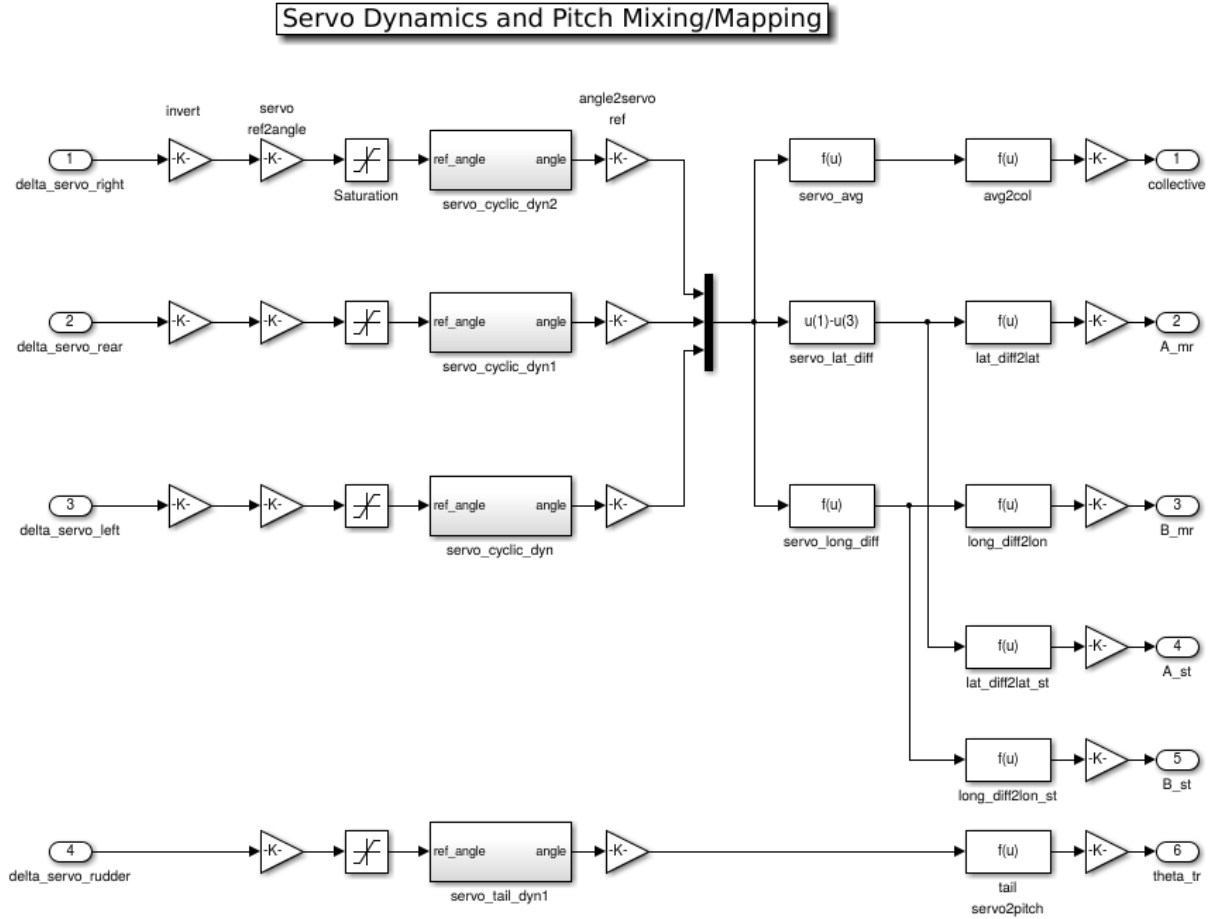 Servo Dynamics and Pitch Mixing/Mapping
invert
servo
ref2angle
angle2servo
ref
1
delta_servo_right
-K-
-K-
Saturation
ref_angle
angle
servo_cyclic_dyn2
-K-
f(u)
servo_avg
f(u)
avg2col
-K-
1
collective
2
delta_servo_rear
-K-
-K-
ref_angle
angle
servo_cyclic_dyn1
-K-
u(1)-u(3)
servo_lat_diff
f(u)
lat_diff2lat
-K-
2
A_mr
3
delta_servo_left
-K-
-K-
ref_angle
angle
servo_cyclic_dyn
-K-
f(u)
servo_long_diff
f(u)
long_diff2lon
-K-
3
B_mr
f(u)
lat_diff2lat_st
-K-
4
A_st
f(u)
long_diff2lon_st
-K-
5
B_st
4
delta_servo_rudder
-K-
ref_angle
angle
servo_tail_dyn1
-K-
f(u)
tail
servo2pitch
-K-
6
theta_tr